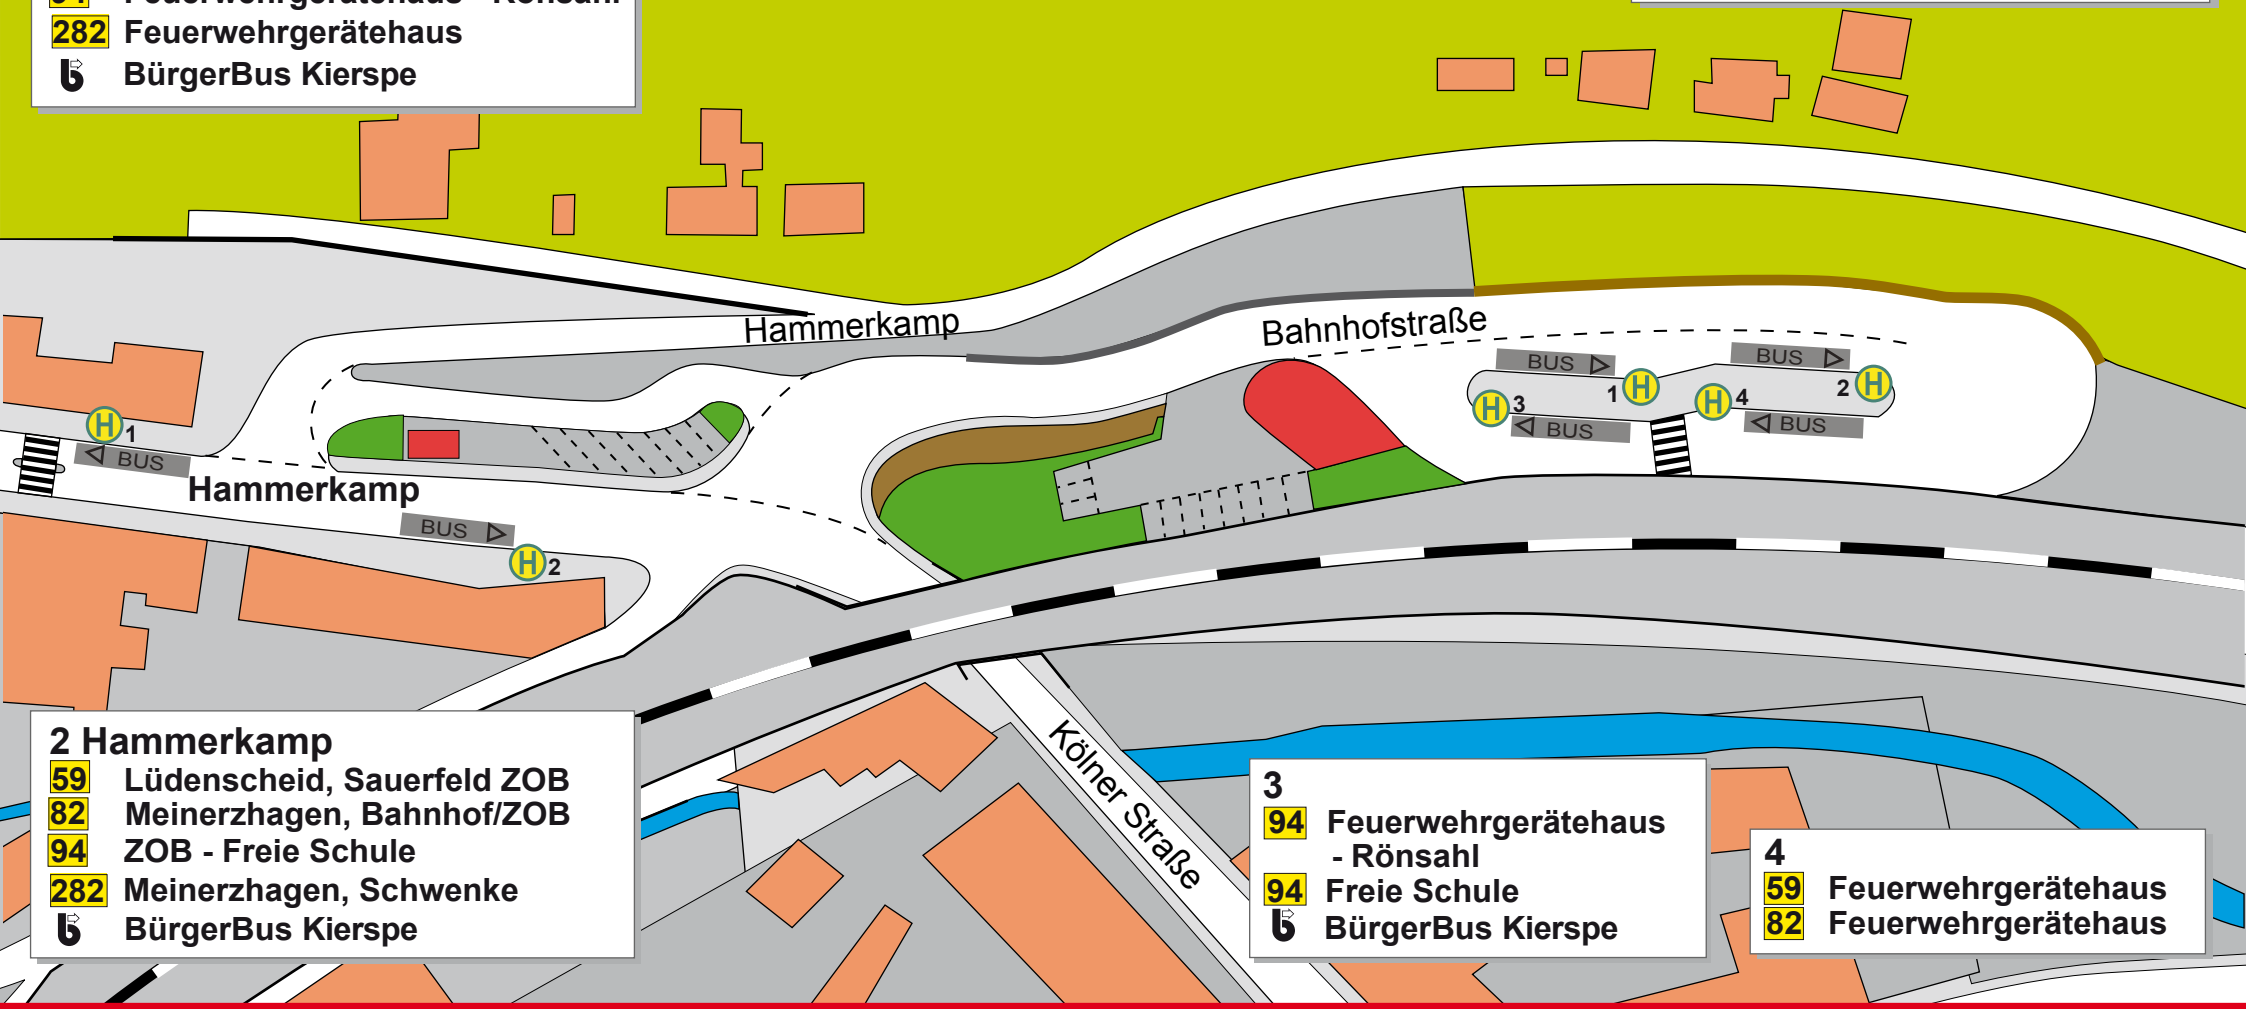 Feuerwehrgerätehaus - Rönsahl
282 Feuerwehrgerätehaus
BürgerBus Kierspe
Hammerkamp
Bahnhofstraße
BUS
BUS
1
2
3
4
BUS
BUS
1
BUS
Hammerkamp
BUS
2
2 Hammerkamp
59 Lüdenscheid, Sauerfeld ZOB
82 Meinerzhagen, Bahnhof/ZOB
94 ZOB - Freie Schule
282 Meinerzhagen, Schwenke
BürgerBus Kierspe
Kölner Straße
3
94 Feuerwehrgerätehaus
- Rönsahl
94 Freie Schule
BürgerBus Kierspe
4
59 Feuerwehrgerätehaus
82 Feuerwehrgerätehaus
H
H
H
H
H
H